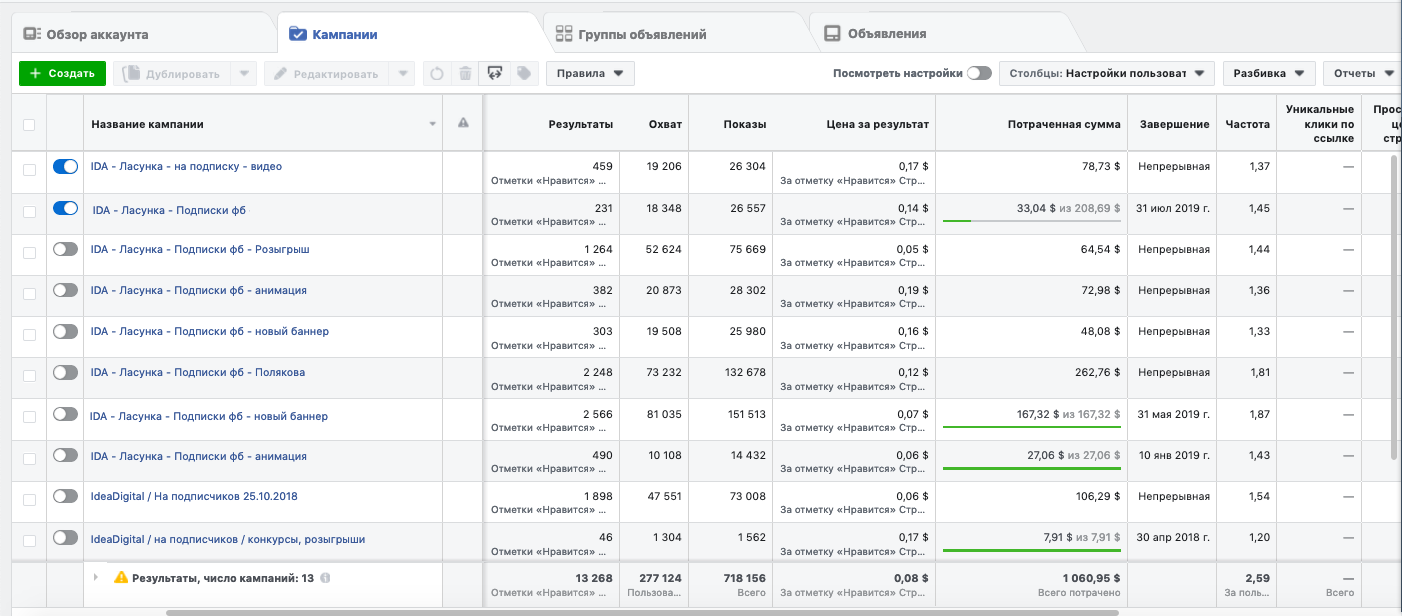 Обзор аккаунта Кампании Группы объявлений Объявления
+ Создать Дублировать Редактировать Правила Посмотреть настройки Столбцы: Настройки пользоват Разбивка Отчеты
Название кампании Результаты Охват Показы Цена за результат Потраченная сумма Завершение Частота Уникальные клики по ссылке
IDA - Ласунка - на подписку - видео 459 19 206 26 304 0,17 $ 78,73 $ Непрерывная 1,37 —
Отметки «Нравится» ... За отметку «Нравится» Стр...
IDA - Ласунка - Подписки фб 231 18 348 26 557 0,14 $ 33,04 $ из 208,69 $ 31 июл 2019 г. 1,45 —
Отметки «Нравится» ... За отметку «Нравится» Стр...
IDA - Ласунка - Подписки фб - Розыгрыш 1 264 52 624 75 669 0,05 $ 64,54 $ Непрерывная 1,44 —
Отметки «Нравится» ... За отметку «Нравится» Стр...
IDA - Ласунка - Подписки фб - анимация 382 20 873 28 302 0,19 $ 72,98 $ Непрерывная 1,36 —
Отметки «Нравится» ... За отметку «Нравится» Стр...
IDA - Ласунка - Подписки фб - новый баннер 303 19 508 25 980 0,16 $ 48,08 $ Непрерывная 1,33 —
Отметки «Нравится» ... За отметку «Нравится» Стр...
IDA - Ласунка - Подписки фб - Полякова 2 248 73 232 132 678 0,12 $ 262,76 $ Непрерывная 1,81 —
Отметки «Нравится» ... За отметку «Нравится» Стр...
IDA - Ласунка - Подписки фб - новый баннер 2 566 81 035 151 513 0,07 $ 167,32 $ из 167,32 $ 31 мая 2019 г. 1,87 —
Отметки «Нравится» ... За отметку «Нравится» Стр...
IDA - Ласунка - Подписки фб - анимация 490 10 108 14 432 0,06 $ 27,06 $ из 27,06 $ 10 янв 2019 г. 1,43 —
Отметки «Нравится» ... За отметку «Нравится» Стр...
IdeaDigital / На подписчиков 25.10.2018 1 898 47 551 73 008 0,06 $ 106,29 $ Непрерывная 1,54 —
Отметки «Нравится» ... За отметку «Нравится» Стр...
IdeaDigital / на подписчиков / конкурсы, розыгрыши 46 1 304 1 562 0,17 $ 7,91 $ из 7,91 $ 30 апр 2018 г. 1,20 —
Отметки «Нравится» ... За отметку «Нравится» Стр...
Результаты, число кампаний: 13 13 268 277 124 718 156 0,08 $ 1 060,95 $ 2,59 —
Отметки «Нравится» ... Пользова... Всего За отметку «Нравится» Стр... Всего потрачено За поль... Всего